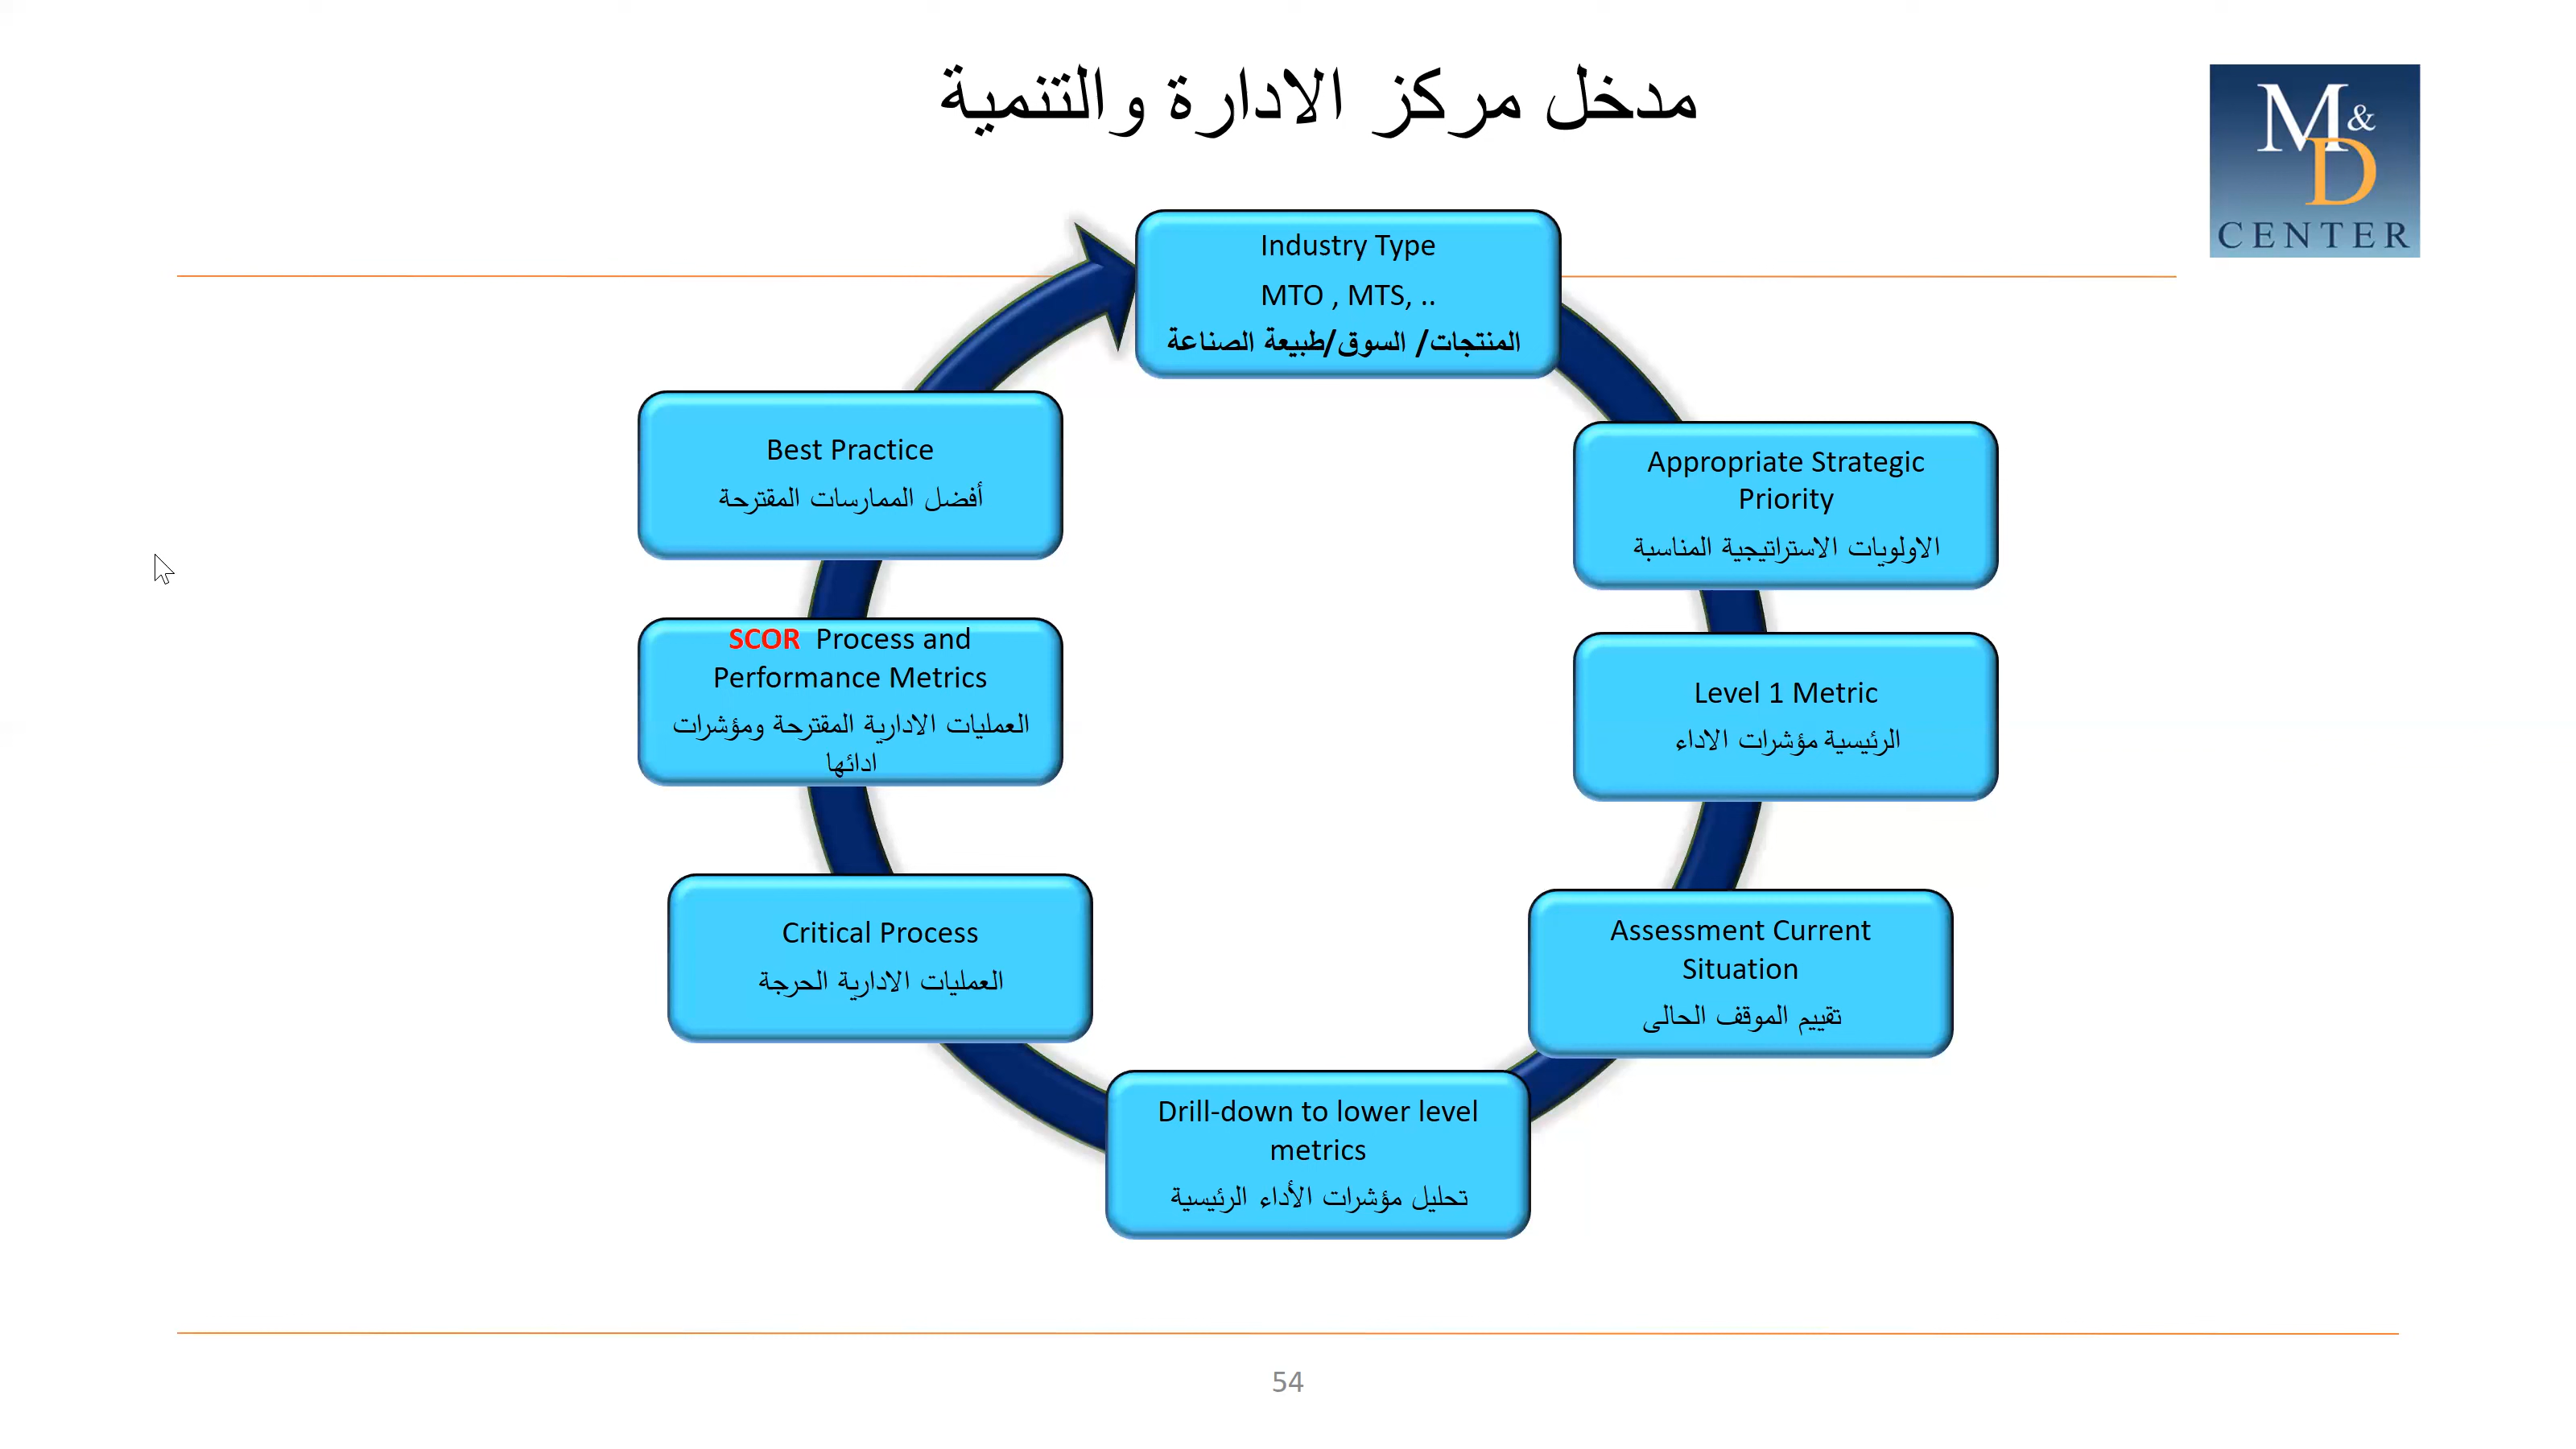 مدخل مركز الادارة والتنمية
M&
D
CENTER
Industry Type
MTO , MTS, ..
المنتجات/ السوق/طبيعة الصناعة
Appropriate Strategic
Priority
الاولويات الاستراتيجية المناسبة
Level 1 Metric
الرئيسية مؤشرات الاداء
Assessment Current
Situation
تقييم الموقف الحالى
Drill-down to lower level
metrics
تحليل مؤشرات الأداء الرئيسية
Critical Process
العمليات الادارية الحرجة
SCOR Process and
Performance Metrics
العمليات الادارية المقترحة ومؤشرات
ادائها
Best Practice
أفضل الممارسات المقترحة
54